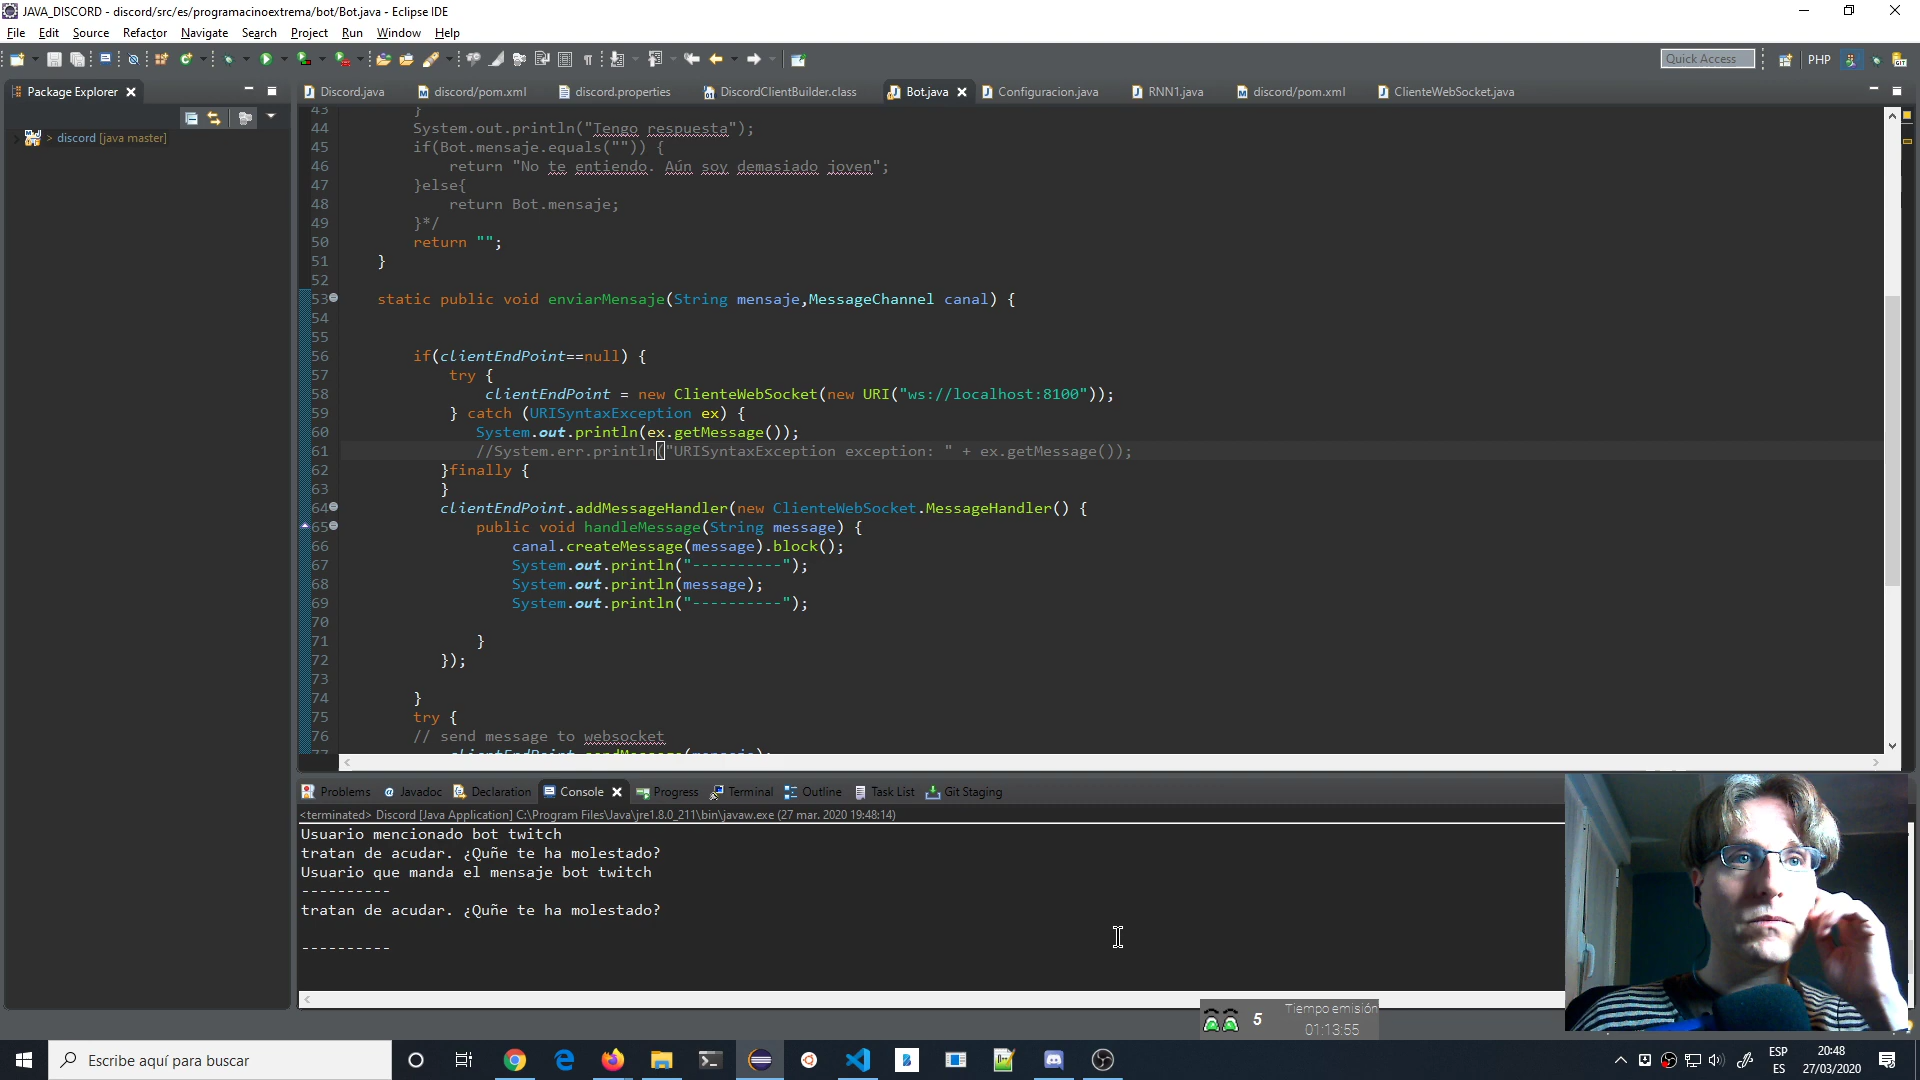 JAVA_DISCORD - discord/src/es/programacinoextrema/bot/Bot.java - Eclipse IDE
File Edit Source Refactor Navigate Search Project Run Window Help
Quick Access
PHP
Package Explorer
Discord.java discord/pom.xml discord.properties DiscordClientBuilder.class Bot.java Configuracion.java RNN1.java discord/pom.xml ClienteWebSocket.java
> discord [java master]
43 }
44 System.out.println("Tengo respuesta");
45 if(Bot.mensaje.equals("")) {
46 return "No te entiendo. Aún soy demasiado joven";
47 }else{
48 return Bot.mensaje;
49 }*/
50 return "";
51 }
52
53 static public void enviarMensaje(String mensaje,MessageChannel canal) {
54
55
56 if(clientEndPoint==null) {
57 try {
58 clientEndPoint = new ClienteWebSocket(new URI("ws://localhost:8100"));
59 } catch (URISyntaxException ex) {
60 System.out.println(ex.getMessage());
61 //System.err.println("URISyntaxException exception: " + ex.getMessage());
62 }finally {
63 }
64 clientEndPoint.addMessageHandler(new ClienteWebSocket.MessageHandler() {
65 public void handleMessage(String message) {
66 canal.createMessage(message).block();
67 System.out.println("----------");
68 System.out.println(message);
69 System.out.println("----------");
70
71 }
72 });
73
74 }
75 try {
76 // send message to websocket
77 clientEndPoint.sendMessage(mensaje);
Problems Javadoc Declaration Console Progress Terminal Outline Task List Git Staging
<terminated> Discord [Java Application] C:\Program Files\Java\jre1.8.0_211\bin\javaw.exe (27 mar. 2020 19:48:14)
Usuario mencionado bot twitch
tratan de acudar. ¿Quñe te ha molestado?
Usuario que manda el mensaje bot twitch
----------
tratan de acudar. ¿Quñe te ha molestado?
----------
5 Tiempo emisión
01:13:55
Escribe aquí para buscar
ESP
ES
20:48
27/03/2020